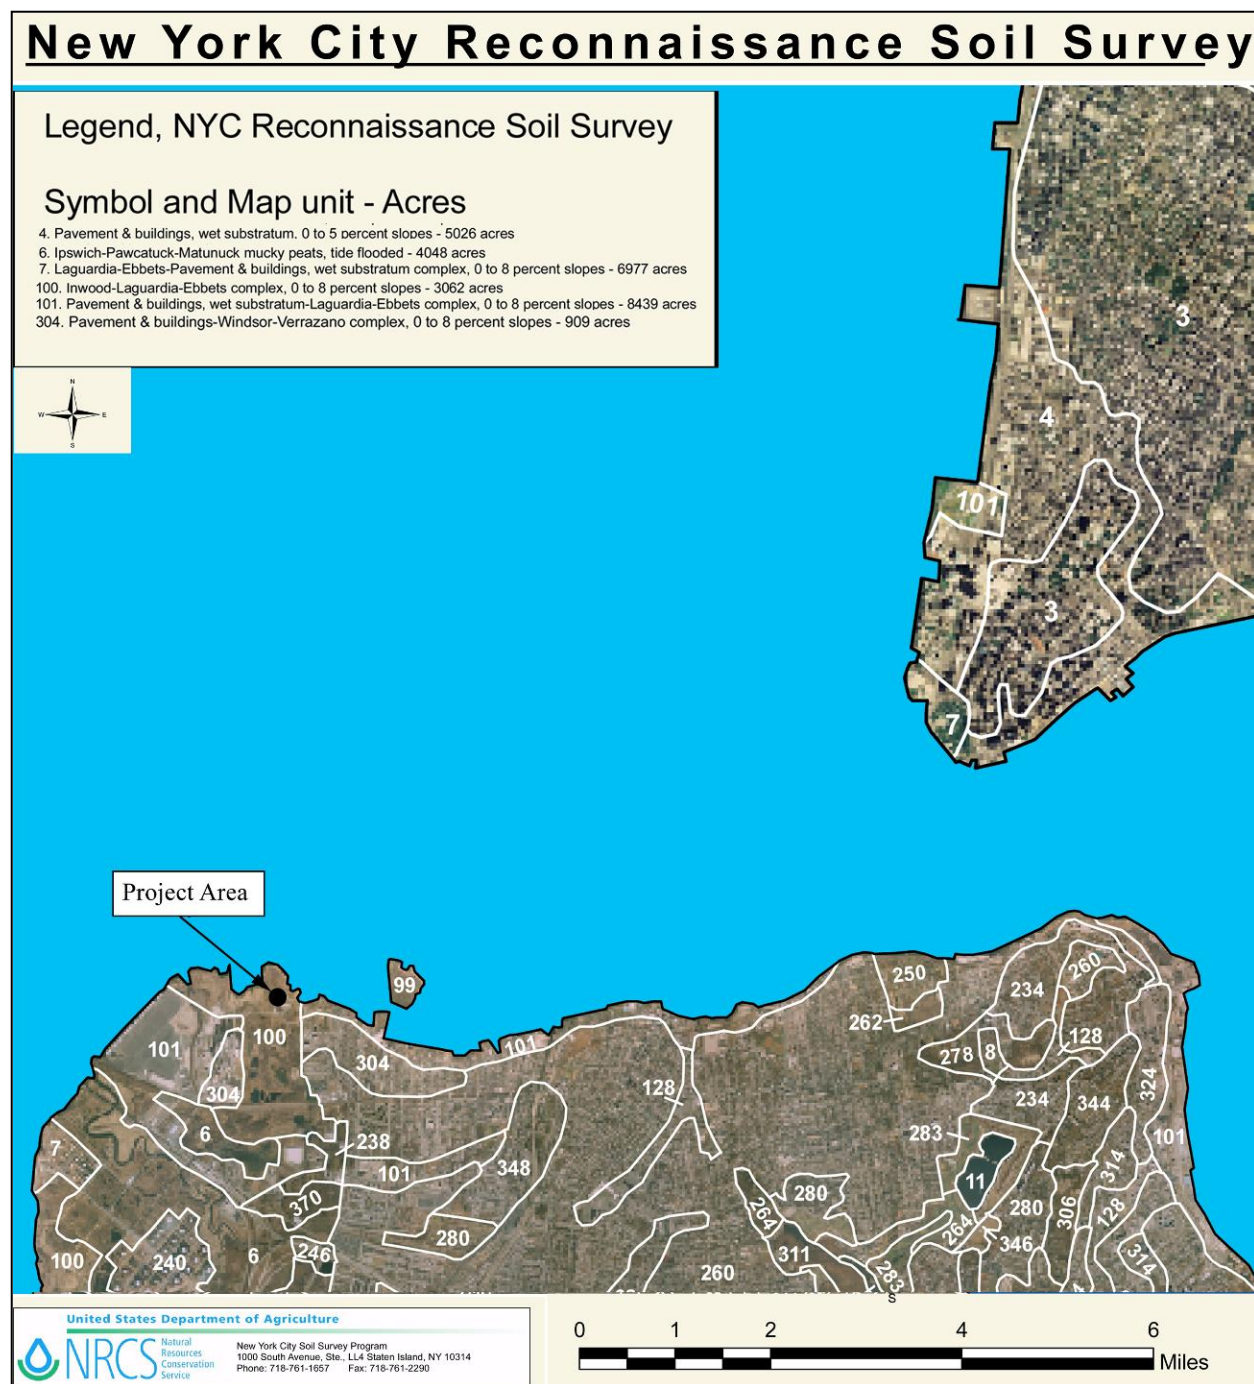 New York City Reconnaissance Soil Survey
Legend, NYC Reconnaissance Soil Survey
Symbol and Map unit - Acres
4. Pavement & buildings, wet substratum, 0 to 5 percent slopes - 5026 acres
6. Ipswich-Pawcatuck-Matunuck mucky peats, tide flooded - 4048 acres
7. Laguardia-Ebbets-Pavement & buildings, wet substratum complex, 0 to 8 percent slopes - 6977 acres
100. Inwood-Laguardia-Ebbets complex, 0 to 8 percent slopes - 3062 acres
101. Pavement & buildings, wet substratum-Laguardia-Ebbets complex, 0 to 8 percent slopes - 8439 acres
304. Pavement & buildings-Windsor-Verrazano complex, 0 to 8 percent slopes - 909 acres
N
W E
S
3
4
101
3
7
Project Area
99
250
260
234
262
100
101
304
101
304
278
8
128
128
324
234
344
6
283
7
238
101
348
101
314
11
280
280
306
128
370
264
264
346
280
246
314
100
240
6
311
260
283
4
S
United States Department of Agriculture
NRCS
Natural
Resources
Conservation
Service
New York City Soil Survey Program
1000 South Avenue, Ste., LL4 Staten Island, NY 10314
Phone: 718-761-1657 Fax: 718-761-2290
0 1 2 4 6
Miles